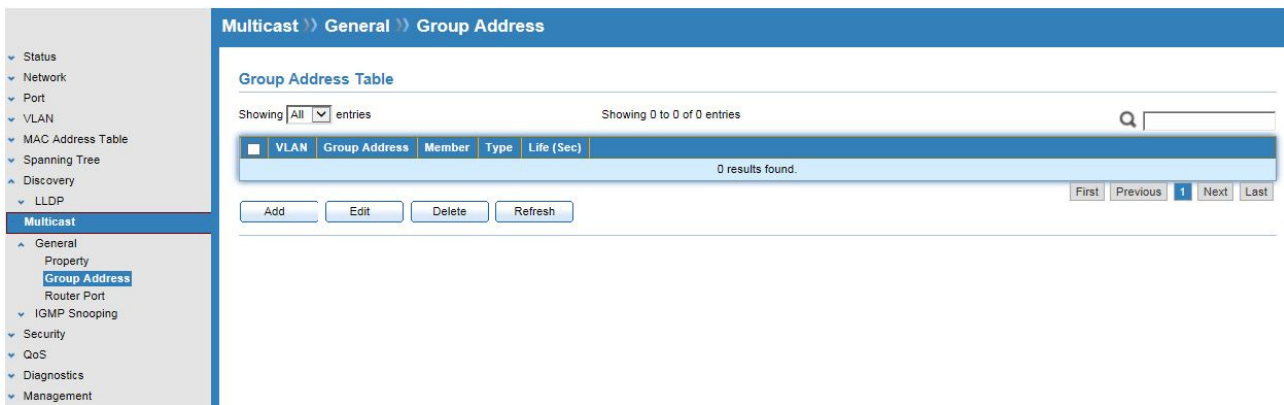 Multicast » General » Group Address
Status
Network
Port
VLAN
MAC Address Table
Spanning Tree
Discovery
LLDP
Multicast
General
Property
Group Address
Router Port
IGMP Snooping
Security
QoS
Diagnostics
Management
Group Address Table
Showing All entries Showing 0 to 0 of 0 entries
VLAN Group Address Member Type Life (Sec)
0 results found.
First Previous 1 Next Last
Add Edit Delete Refresh